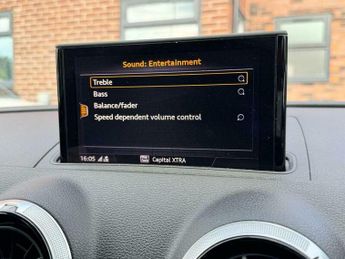 Sound: Entertainment
Treble
Bass
Balance/fader
Speed dependent volume control
16:05
Capital XTRA